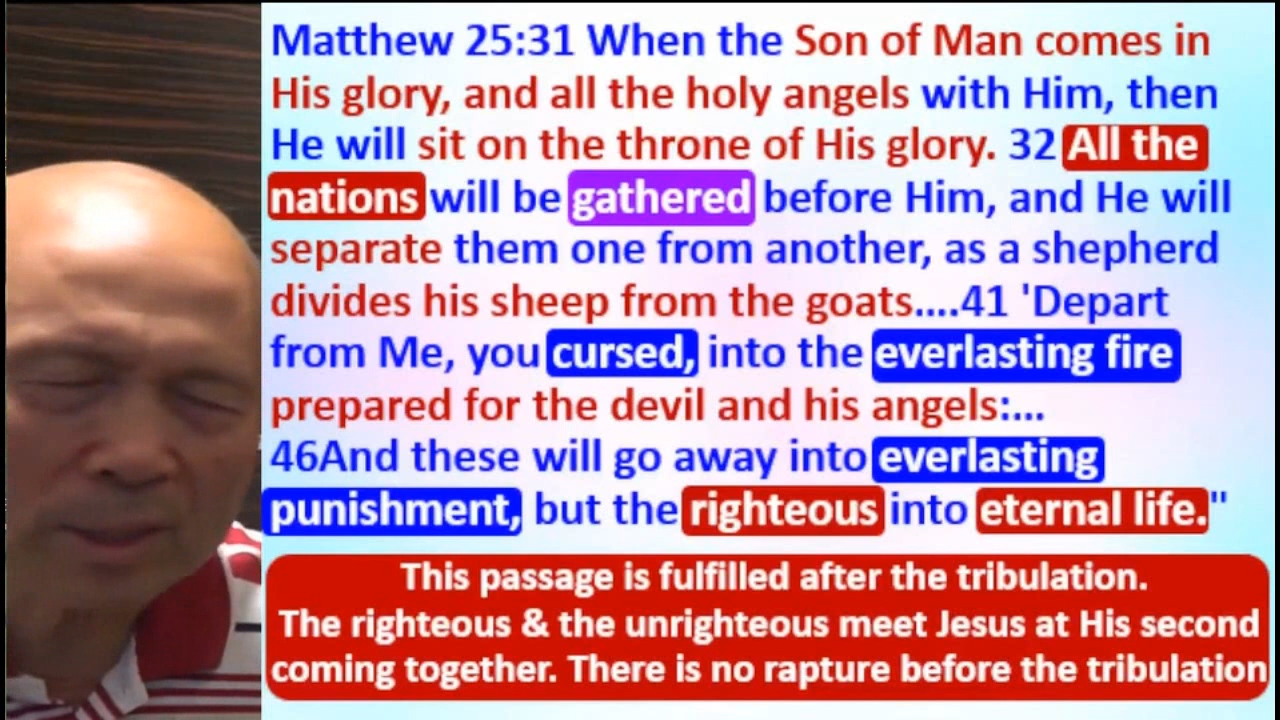 Matthew 25:31 When the Son of Man comes in
His glory, and all the holy angels with Him, then
He will sit on the throne of His glory. 32 All the
nations will be gathered before Him, and He will
separate them one from another, as a shepherd
divides his sheep from the goats....41 'Depart
from Me, you cursed, into the everlasting fire
prepared for the devil and his angels:...
46And these will go away into everlasting
punishment, but the righteous into eternal life."
This passage is fulfilled after the tribulation.
The righteous & the unrighteous meet Jesus at His second
coming together. There is no rapture before the tribulation